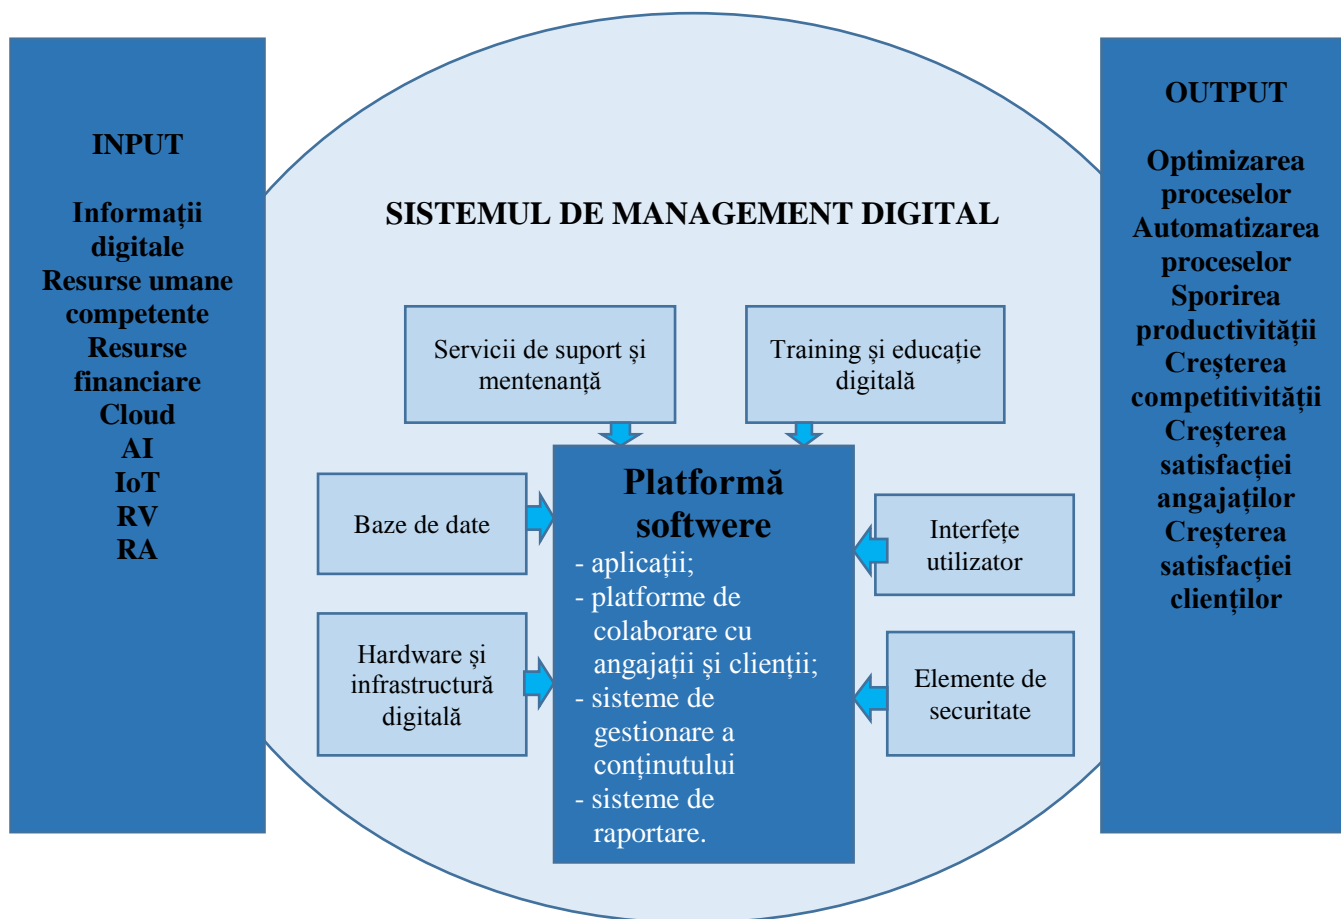 INPUT
Informații
digitale
Resurse umane
competente
Resurse
financiare
Cloud
AI
IoT
RV
RA
SISTEMUL DE MANAGEMENT DIGITAL
Servicii de suport și
mentenanță
Training și educație
digitală
Baze de date
Hardware și
infrastructură
digitală
Platformă
softwere
- aplicații;
- platforme de
colaborare cu
angajații și clienții;
- sisteme de
gestionare a
conținutului
- sisteme de
raportare.
Interfețe
utilizator
Elemente de
securitate
OUTPUT
Optimizarea
proceselor
Automatizarea
proceselor
Sporirea
productivității
Creșterea
competitivității
Creșterea
satisfacției
angajaților
Creșterea
satisfacției
clienților